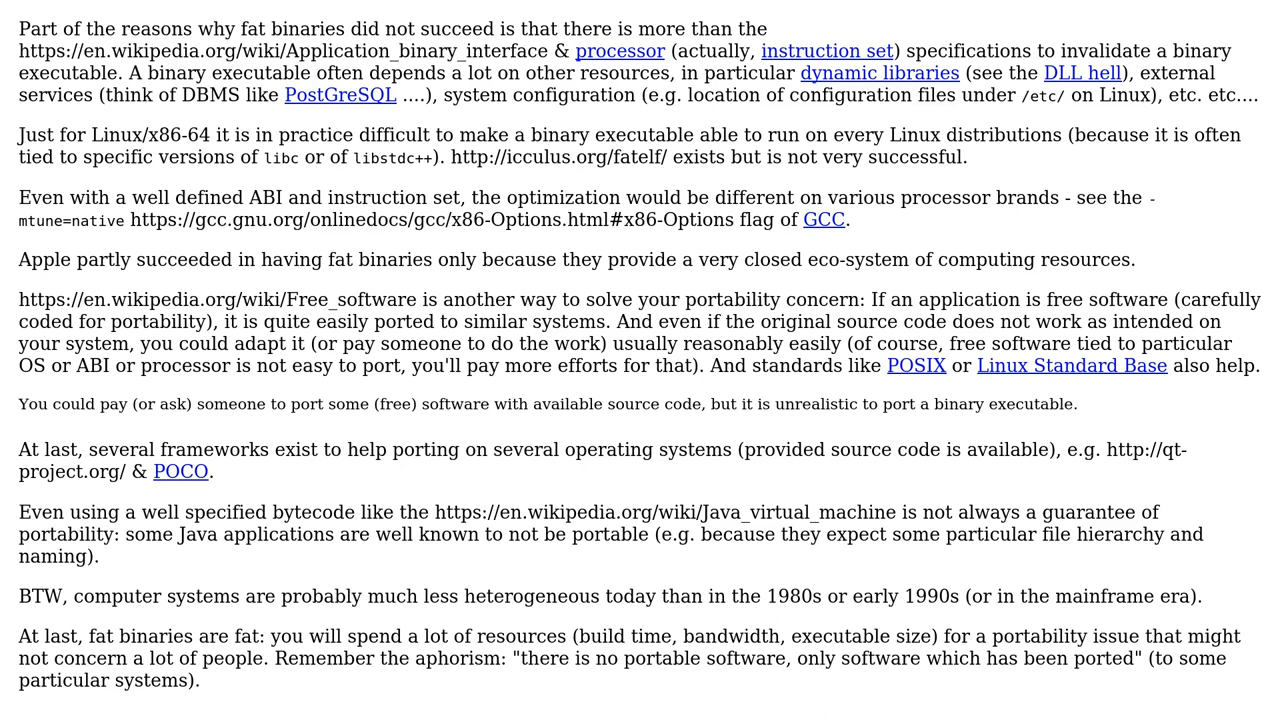 Part of the reasons why fat binaries did not succeed is that there is more than the
https://en.wikipedia.org/wiki/Application_binary_interface & processor (actually, instruction set) specifications to invalidate a binary
executable. A binary executable often depends a lot on other resources, in particular dynamic libraries (see the DLL hell), external
services (think of DBMS like PostGreSQL ....), system configuration (e.g. location of configuration files under /etc/ on Linux), etc. etc....
Just for Linux/x86-64 it is in practice difficult to make a binary executable able to run on every Linux distributions (because it is often
tied to specific versions of libc or of libstdc++). http://icculus.org/fatelf/ exists but is not very successful.
Even with a well defined ABI and instruction set, the optimization would be different on various processor brands - see the -
mtune=native https://gcc.gnu.org/onlinedocs/gcc/x86-Options.html#x86-Options flag of GCC.
Apple partly succeeded in having fat binaries only because they provide a very closed eco-system of computing resources.
https://en.wikipedia.org/wiki/Free_software is another way to solve your portability concern: If an application is free software (carefully
coded for portability), it is quite easily ported to similar systems. And even if the original source code does not work as intended on
your system, you could adapt it (or pay someone to do the work) usually reasonably easily (of course, free software tied to particular
OS or ABI or processor is not easy to port, you'll pay more efforts for that). And standards like POSIX or Linux Standard Base also help.
You could pay (or ask) someone to port some (free) software with available source code, but it is unrealistic to port a binary executable.
At last, several frameworks exist to help porting on several operating systems (provided source code is available), e.g. http://qt-
project.org/ & POCO.
Even using a well specified bytecode like the https://en.wikipedia.org/wiki/Java_virtual_machine is not always a guarantee of
portability: some Java applications are well known to not be portable (e.g. because they expect some particular file hierarchy and
naming).
BTW, computer systems are probably much less heterogeneous today than in the 1980s or early 1990s (or in the mainframe era).
At last, fat binaries are fat: you will spend a lot of resources (build time, bandwidth, executable size) for a portability issue that might
not concern a lot of people. Remember the aphorism: "there is no portable software, only software which has been ported" (to some
particular systems).